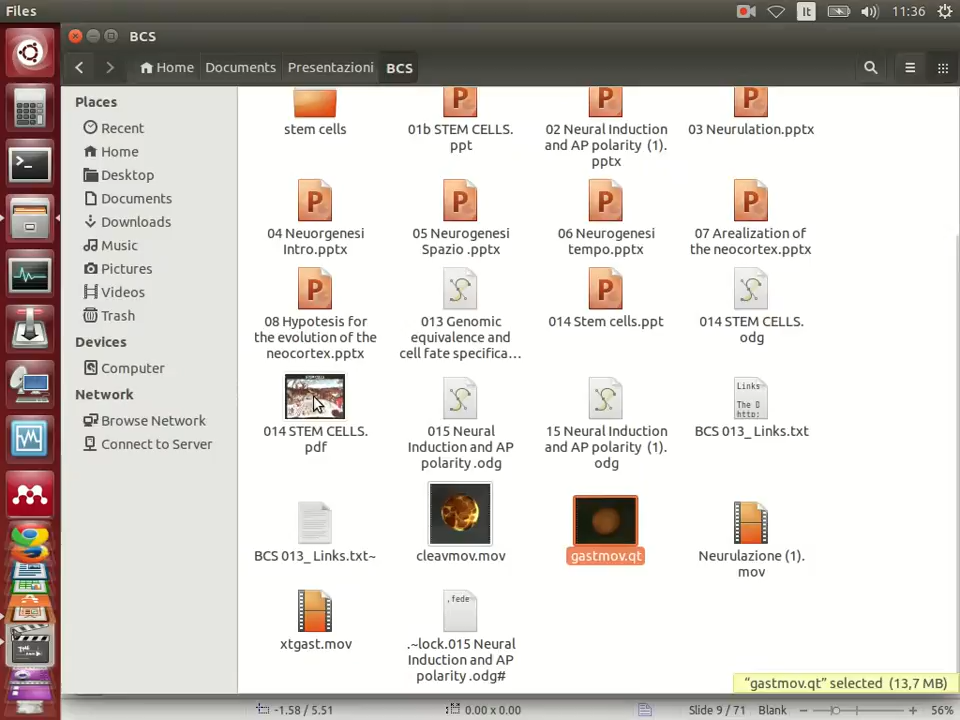 Files
It
11:36
BCS
Home
Documents
Presentazioni
BCS
Places
Recent
Home
Desktop
Documents
Downloads
Music
Pictures
Videos
Trash
Devices
Computer
Network
Browse Network
Connect to Server
stem cells
01b STEM CELLS.
ppt
02 Neural Induction
and AP polarity (1).
pptx
03 Neurulation.pptx
04 Neuorgenesi
Intro.pptx
05 Neurogenesi
Spazio .pptx
06 Neurogenesi
tempo.pptx
07 Arealization of
the neocortex.pptx
08 Hypotesis for
the evolution of the
neocortex.pptx
013 Genomic
equivalence and
cell fate specifica...
014 Stem cells.ppt
014 STEM CELLS.
odg
014 STEM CELLS.
pdf
015 Neural
Induction and AP
polarity .odg
15 Neural Induction
and AP polarity (1).
odg
Links
The D
http:
BCS 013_Links.txt
BCS 013_Links.txt~
cleavmov.mov
gastmov.qt
Neurulazione (1).
mov
xtgast.mov
,fede
.~lock.015 Neural
Induction and AP
polarity .odg#
"gastmov.qt" selected (13,7 MB)
-1.58 / 5.51
0.00 x 0.00
Slide 9 / 71
Blank
56%